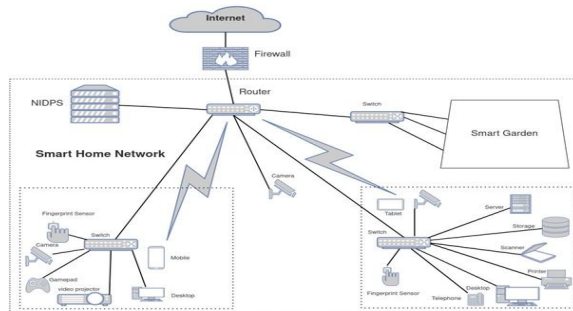 Internet
Firewall
Router
NIDPS
Switch
Smart Garden
Smart Home Network
Camera
Fingerprint Sensor
Switch
Camera
Mobile
Gamepad
video projector
Desktop
Tablet
Server
Switch
Storage
Scanner
Printer
Fingerprint Sensor
Desktop
Telephone